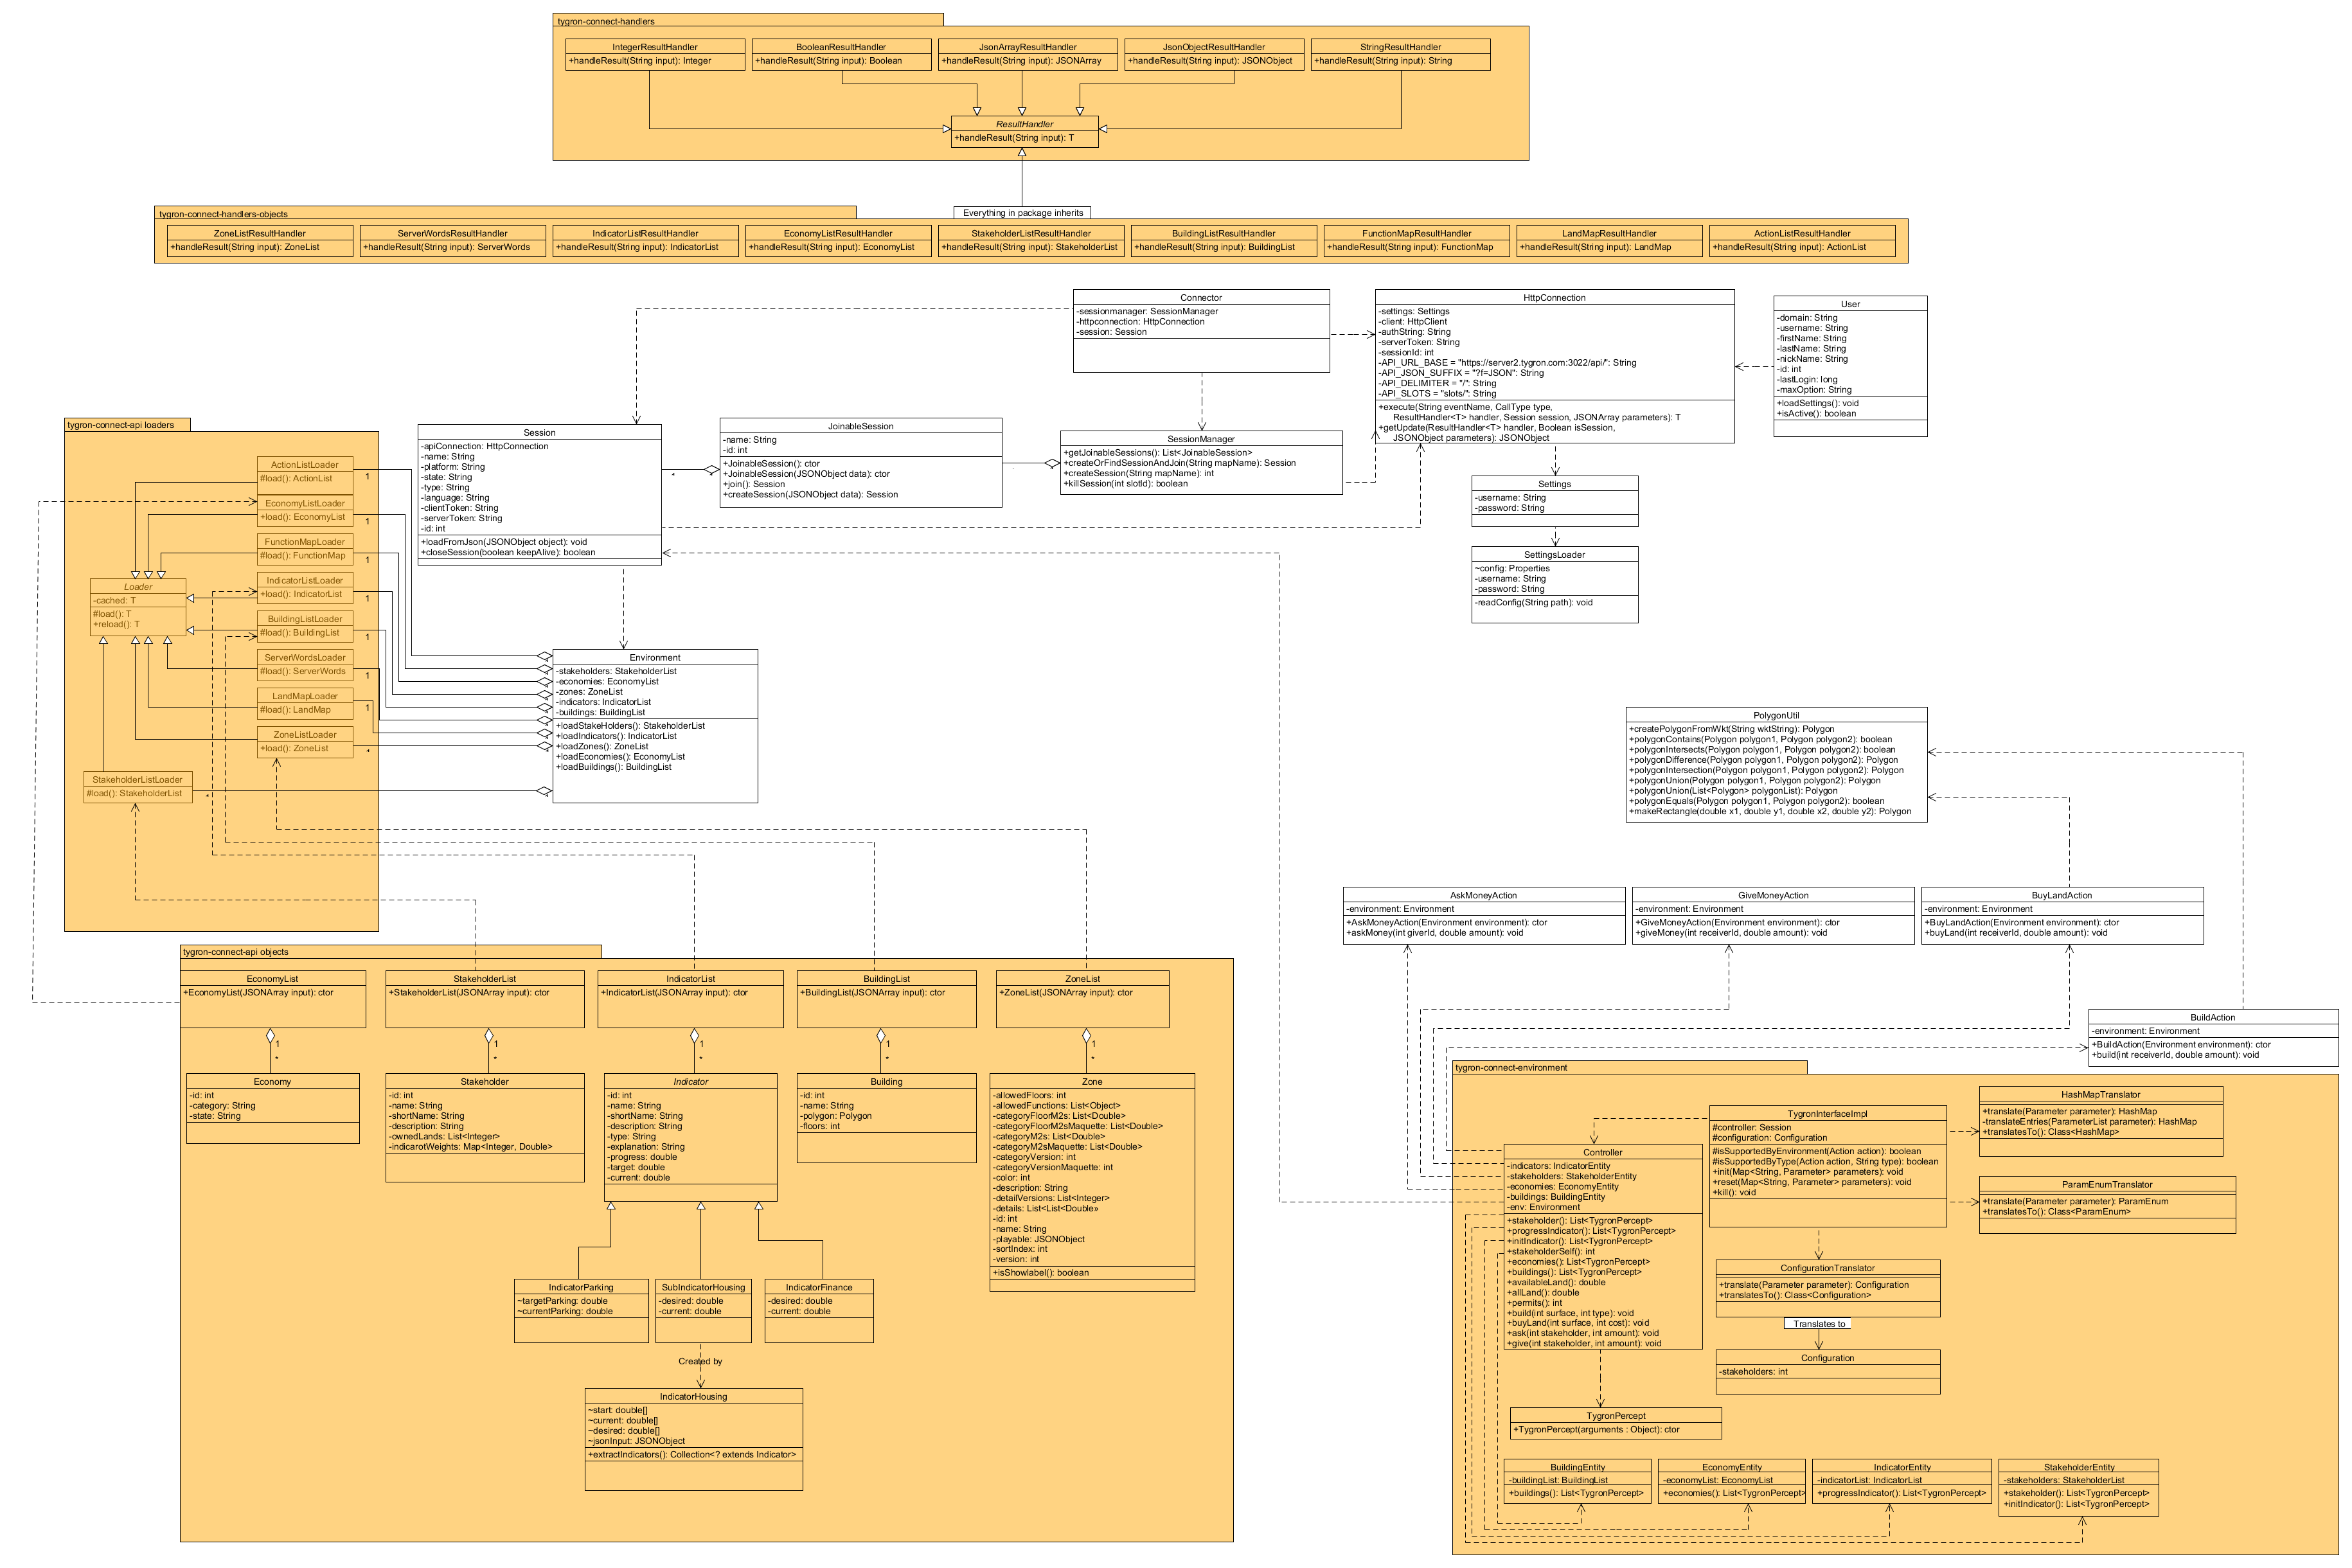 tygron-connect-handlers
IntegerResultHandler
+handleResult(String input): Integer
BooleanResultHandler
+handleResult(String input): Boolean
JsonArrayResultHandler
+handleResult(String input): JSONArray
JsonObjectResultHandler
+handleResult(String input): JSONObject
StringResultHandler
+handleResult(String input): String
ResultHandler
+handleResult(String input): T
Everything in package inherits
tygron-connect-handlers-objects
ZoneListResultHandler
+handleResult(String input): ZoneList
ServerWordsResultHandler
+handleResult(String input): ServerWords
IndicatorListResultHandler
+handleResult(String input): IndicatorList
EconomyListResultHandler
+handleResult(String input): EconomyList
StakeholderListResultHandler
+handleResult(String input): StakeholderList
BuildingListResultHandler
+handleResult(String input): BuildingList
FunctionMapResultHandler
+handleResult(String input): FunctionMap
LandMapResultHandler
+handleResult(String input): LandMap
ActionListResultHandler
+handleResult(String input): ActionList
Connector
-sessionmanager: SessionManager
-httpconnection: HttpConnection
-session: Session
HttpConnection
-settings: Settings
-client: HttpClient
-authString: String
-serverToken: String
-sessionId: int
-API_URL_BASE = "https://server2.tygron.com:3022/api/": String
-API_JSON_SUFFIX = "?f=JSON": String
-API_DELIMITER = "/": String
-API_SLOTS = "slots/": String
+execute(String eventName, CallType type,
ResultHandler<T> handler, Session session, JSONArray parameters): T
+getUpdate(ResultHandler<T> handler, Boolean isSession,
JSONObject parameters): JSONObject
User
-domain: String
-username: String
-firstName: String
-lastName: String
-nickName: String
-id: int
-lastLogin: long
-maxOption: String
+loadSettings(): void
+isActive(): boolean
tygron-connect-api loaders
ActionListLoader
#load(): ActionList
1
EconomyListLoader
+load(): EconomyList
1
FunctionMapLoader
#load(): FunctionMap
1
IndicatorListLoader
+load(): IndicatorList
1
BuildingListLoader
#load(): BuildingList
1
ServerWordsLoader
#load(): ServerWords
1
LandMapLoader
#load(): LandMap
1
ZoneListLoader
+load(): ZoneList
*
Loader
-cached: T
#load(): T
+reload(): T
StakeholderListLoader
#load(): StakeholderList
*
Session
-apiConnection: HttpConnection
-name: String
-platform: String
-state: String
-type: String
-language: String
-clientToken: String
-serverToken: String
-id: int
+loadFromJson(JSONObject object): void
+closeSession(boolean keepAlive): boolean
*
JoinableSession
-name: String
-id: int
+JoinableSession(): ctor
+JoinableSession(JSONObject data): ctor
+join(): Session
+createSession(JSONObject data): Session
SessionManager
+getJoinableSessions(): List<JoinableSession>
+createOrFindSessionAndJoin(String mapName): Session
+createSession(String mapName): int
+killSession(int slotId): boolean
Settings
-username: String
-password: String
SettingsLoader
~config: Properties
-username: String
-password: String
-readConfig(String path): void
Environment
-stakeholders: StakeholderList
-economies: EconomyList
-zones: ZoneList
-indicators: IndicatorList
-buildings: BuildingList
+loadStakeHolders(): StakeholderList
+loadIndicators(): IndicatorList
+loadZones(): ZoneList
+loadEconomies(): EconomyList
+loadBuildings(): BuildingList
PolygonUtil
+createPolygonFromWkt(String wktString): Polygon
+polygonContains(Polygon polygon1, Polygon polygon2): boolean
+polygonIntersects(Polygon polygon1, Polygon polygon2): boolean
+polygonDifference(Polygon polygon1, Polygon polygon2): Polygon
+polygonIntersection(Polygon polygon1, Polygon polygon2): Polygon
+polygonUnion(Polygon polygon1, Polygon polygon2): Polygon
+polygonUnion(List<Polygon> polygonList): Polygon
+polygonEquals(Polygon polygon1, Polygon polygon2): boolean
+makeRectangle(double x1, double y1, double x2, double y2): Polygon
AskMoneyAction
-environment: Environment
+AskMoneyAction(Environment environment): ctor
+askMoney(int giverId, double amount): void
GiveMoneyAction
-environment: Environment
+GiveMoneyAction(Environment environment): ctor
+giveMoney(int receiverId, double amount): void
BuyLandAction
-environment: Environment
+BuyLandAction(Environment environment): ctor
+buyLand(int receiverId, double amount): void
BuildAction
-environment: Environment
+BuildAction(Environment environment): ctor
+build(int receiverId, double amount): void
tygron-connect-api objects
EconomyList
+EconomyList(JSONArray input): ctor
1
*
StakeholderList
+StakeholderList(JSONArray input): ctor
1
*
IndicatorList
+IndicatorList(JSONArray input): ctor
1
*
BuildingList
+BuildingList(JSONArray input): ctor
1
*
ZoneList
+ZoneList(JSONArray input): ctor
1
*
Economy
-id: int
-category: String
-state: String
Stakeholder
-id: int
-name: String
-shortName: String
-description: String
-ownedLands: List<Integer>
-indicarotWeights: Map<Integer, Double>
Indicator
-id: int
-name: String
-shortName: String
-description: String
-type: String
-explanation: String
-progress: double
-target: double
-current: double
Building
-id: int
-name: String
-polygon: Polygon
-floors: int
Zone
-allowedFloors: int
-allowedFunctions: List<Object>
-categoryFloorM2s: List<Double>
-categoryFloorM2sMaquette: List<Double>
-categoryM2s: List<Double>
-categoryM2sMaquette: List<Double>
-categoryVersion: int
-categoryVersionMaquette: int
-color: int
-description: String
-detailVersions: List<Integer>
-details: List<List<Double»
-id: int
-name: String
-playable: JSONObject
-sortIndex: int
-version: int
+isShowlabel(): boolean
IndicatorParking
~targetParking: double
~currentParking: double
SubIndicatorHousing
-desired: double
-current: double
IndicatorFinance
-desired: double
-current: double
Created by
IndicatorHousing
~start: double[]
~current: double[]
~desired: double[]
~jsonInput: JSONObject
+extractIndicators(): Collection<? extends Indicator>
tygron-connect-environment
TygronInterfaceImpl
#controller: Session
#configuration: Configuration
#isSupportedByEnvironment(Action action): boolean
#isSupportedByType(Action action, String type): boolean
+init(Map<String, Parameter> parameters): void
+reset(Map<String, Parameter> parameters): void
+kill(): void
HashMapTranslator
+translate(Parameter parameter): HashMap
-translateEntries(ParameterList parameter): HashMap
+translatesTo(): Class<HashMap>
ParamEnumTranslator
+translate(Parameter parameter): ParamEnum
+translatesTo(): Class<ParamEnum>
Controller
-indicators: IndicatorEntity
-stakeholders: StakeholderEntity
-economies: EconomyEntity
-buildings: BuildingEntity
-env: Environment
+stakeholder(): List<TygronPercept>
+progressIndicator(): List<TygronPercept>
+initIndicator(): List<TygronPercept>
+stakeholderSelf(): int
+economies(): List<TygronPercept>
+buildings(): List<TygronPercept>
+availableLand(): double
+allLand(): double
+permits(): int
+build(int surface, int type): void
+buyLand(int surface, int cost): void
+ask(int stakeholder, int amount): void
+give(int stakeholder, int amount): void
ConfigurationTranslator
+translate(Parameter parameter): Configuration
+translatesTo(): Class<Configuration>
Translates to
Configuration
-stakeholders: int
TygronPercept
+TygronPercept(arguments : Object): ctor
BuildingEntity
-buildingList: BuildingList
+buildings(): List<TygronPercept>
EconomyEntity
-economyList: EconomyList
+economies(): List<TygronPercept>
IndicatorEntity
-indicatorList: IndicatorList
+progressIndicator(): List<TygronPercept>
StakeholderEntity
-stakeholders: StakeholderList
+stakeholder(): List<TygronPercept>
+initIndicator(): List<TygronPercept>